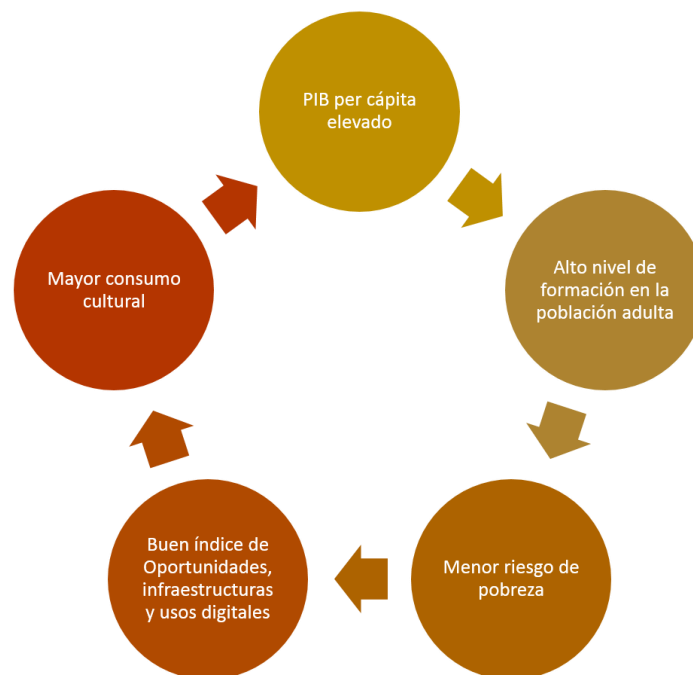 PIB per cápita
elevado
Alto nivel de
formación en la
población adulta
Menor riesgo de
pobreza
Buen índice de
Oportunidades,
infraestructuras
y usos digitales
Mayor consumo
cultural